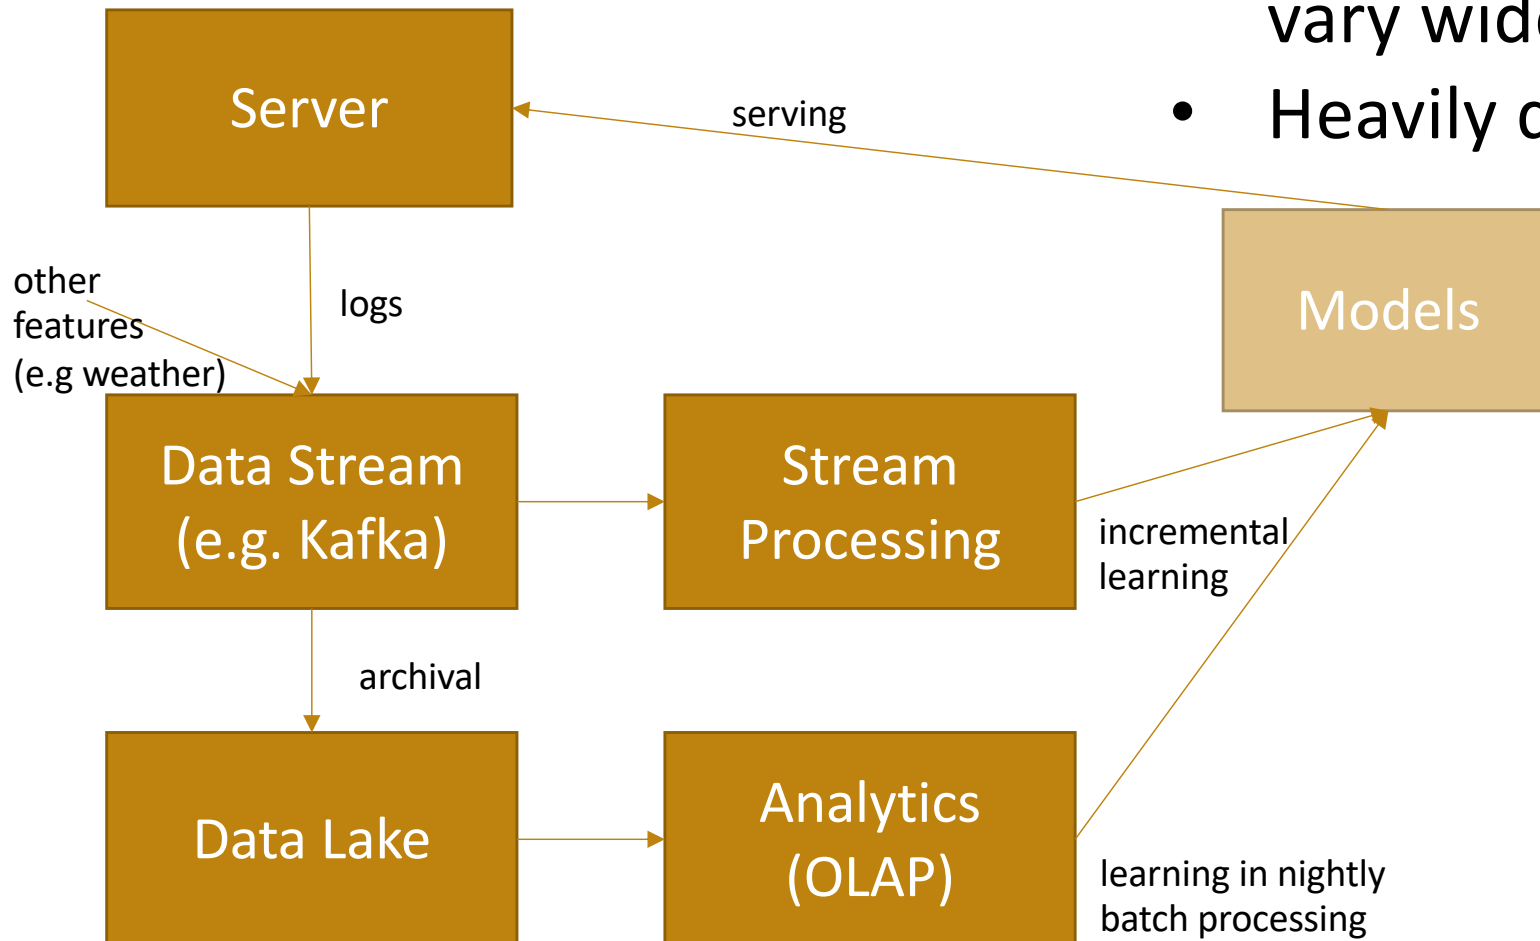 vary
• Heavily
Server
serving
other
features
(e.g weather)
logs
Models
Data Stream
(e.g. Kafka)
Stream
Processing
incremental
learning
archival
Data Lake
Analytics
(OLAP)
learning in nightly
batch processing